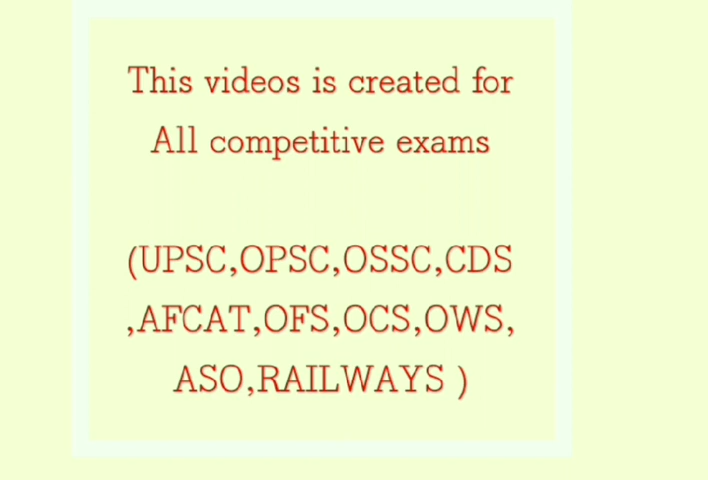 This videos is created for
All competitive exams
(UPSC,OPSC,OSSC,CDS
,AFCAT,OFS,OCS,OWS,
ASO,RAILWAYS )